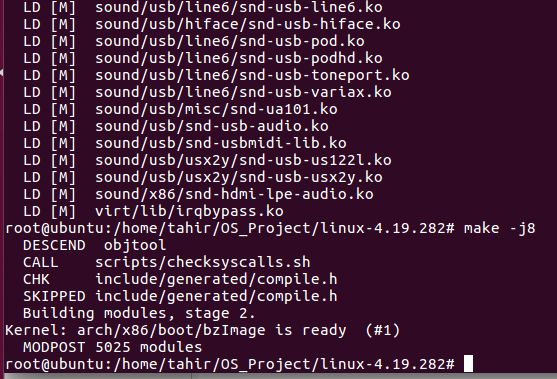 LD [M]  sound/usb/line6/snd-usb-line6.ko
LD [M]  sound/usb/hiface/snd-usb-hiface.ko
LD [M]  sound/usb/line6/snd-usb-pod.ko
LD [M]  sound/usb/line6/snd-usb-podhd.ko
LD [M]  sound/usb/line6/snd-usb-toneport.ko
LD [M]  sound/usb/line6/snd-usb-variax.ko
LD [M]  sound/usb/misc/snd-ua101.ko
LD [M]  sound/usb/snd-usb-audio.ko
LD [M]  sound/usb/snd-usbmidi-lib.ko
LD [M]  sound/usb/usx2y/snd-usb-us122l.ko
LD [M]  sound/usb/usx2y/snd-usb-usx2y.ko
LD [M]  sound/x86/snd-hdmi-lpe-audio.ko
LD [M]  virt/lib/irqbypass.ko
root@ubuntu:/home/tahir/OS_Project/linux-4.19.282# make -j8
DESCEND  objtool
CALL    scripts/checksyscalls.sh
CHK     include/generated/compile.h
SKIPPED include/generated/compile.h
Building modules, stage 2.
Kernel: arch/x86/boot/bzImage is ready  (#1)
MODPOST 5025 modules
root@ubuntu:/home/tahir/OS_Project/linux-4.19.282#